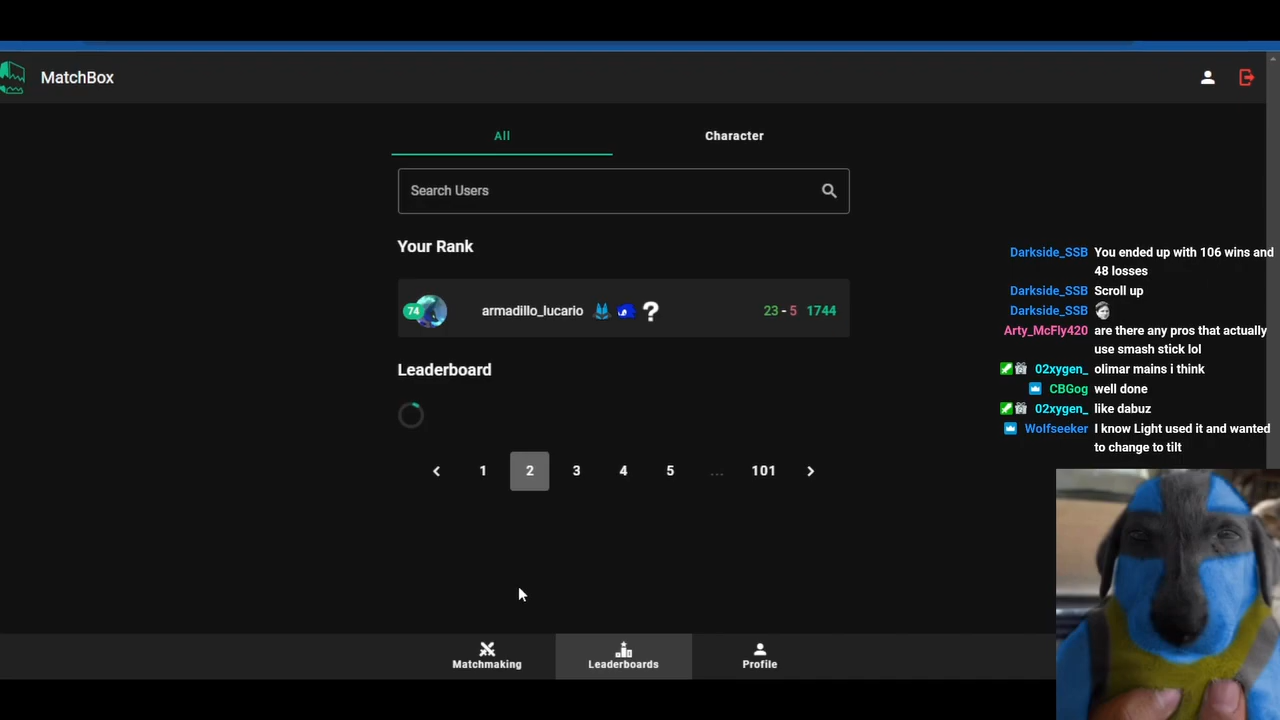 MatchBox
All
Character
Search Users
Your Rank
74
armadillo_lucario
?
23 - 5 1744
Leaderboard
1
2
3
4
5
...
101
Matchmaking
Leaderboards
Profile
Darkside_SSB You ended up with 106 wins and
48 losses
Darkside_SSB Scroll up
Darkside_SSB
Arty_McFly420 are there any pros that actually
use smash stick lol
02xygen_ olimar mains i think
CBGog well done
02xygen_ like dabuz
Wolfseeker I know Light used it and wanted
to change to tilt